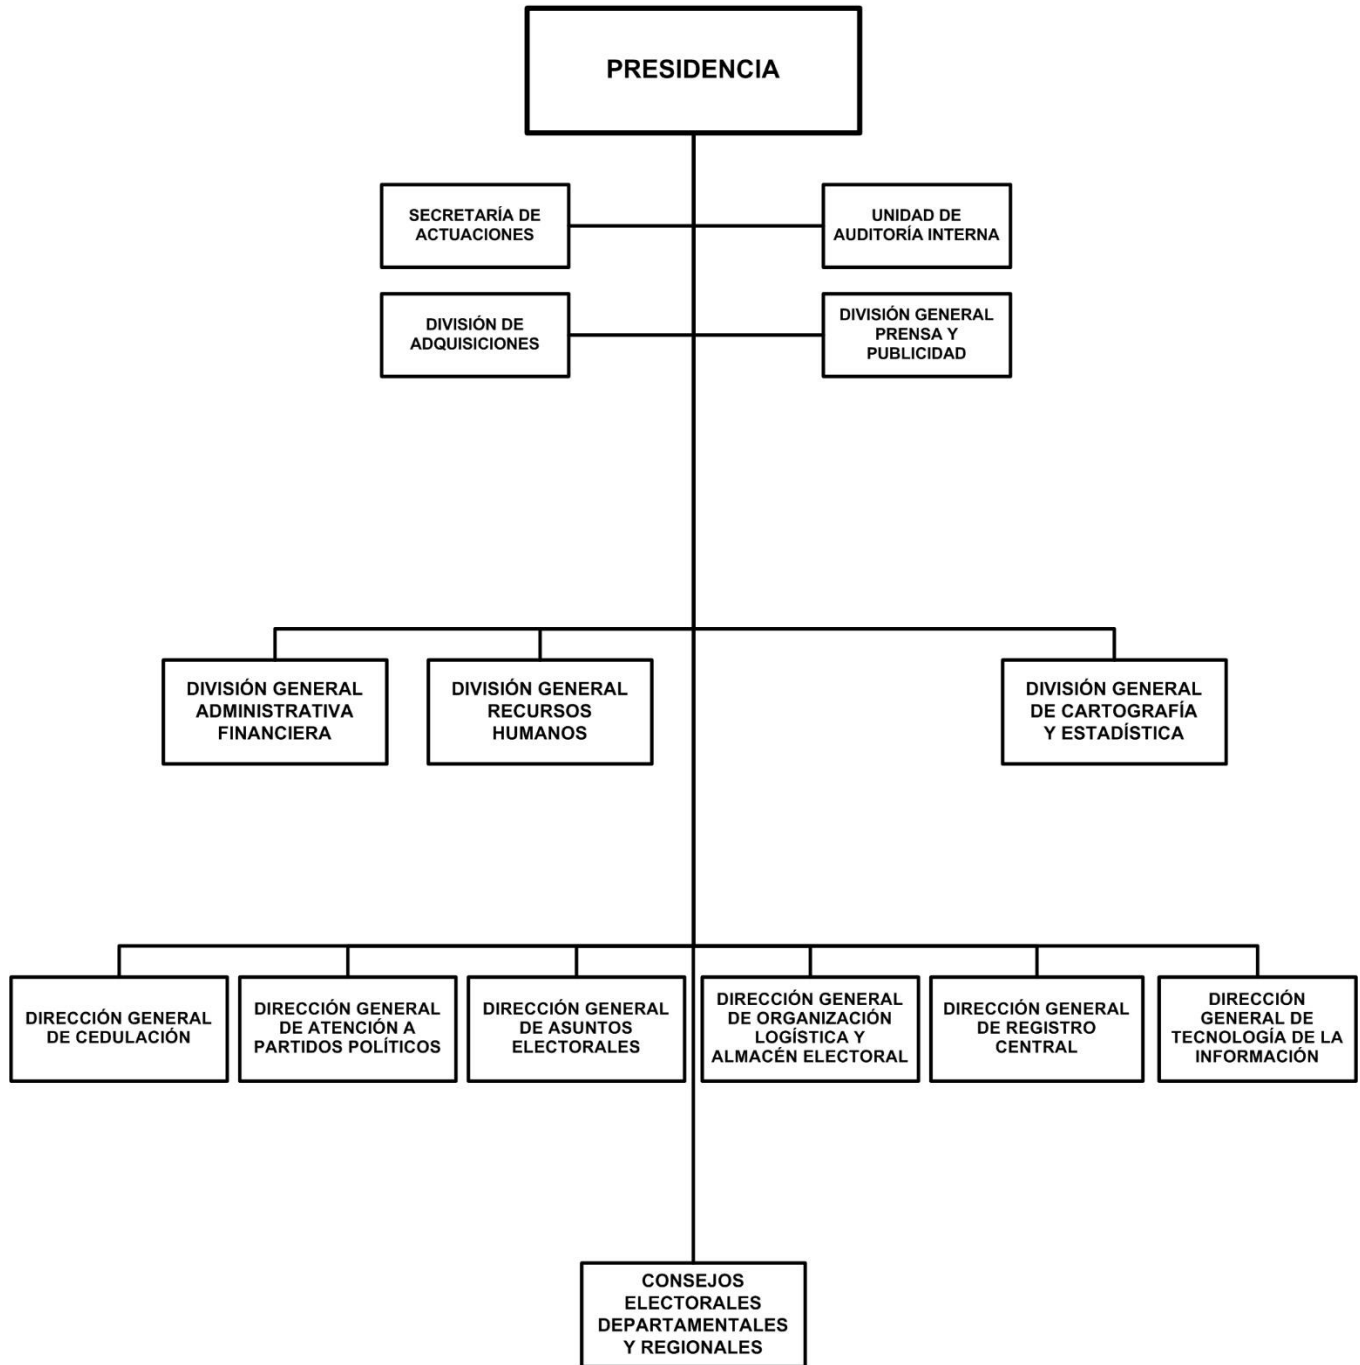 PRESIDENCIA
SECRETARÍA DE
ACTUACIONES
UNIDAD DE
AUDITORÍA INTERNA
DIVISIÓN DE
ADQUISICIONES
DIVISIÓN GENERAL
PRENSA Y
PUBLICIDAD
DIVISIÓN GENERAL
ADMINISTRATIVA
FINANCIERA
DIVISIÓN GENERAL
RECURSOS
HUMANOS
DIVISIÓN GENERAL
DE CARTOGRAFÍA
Y ESTADÍSTICA
DIRECCIÓN GENERAL
DE CEDULACIÓN
DIRECCIÓN GENERAL
DE ATENCIÓN A
PARTIDOS POLÍTICOS
DIRECCIÓN GENERAL
DE ASUNTOS
ELECTORALES
DIRECCIÓN GENERAL
DE ORGANIZACIÓN
LOGÍSTICA Y
ALMACÉN ELECTORAL
DIRECCIÓN GENERAL
DE REGISTRO
CENTRAL
DIRECCIÓN
GENERAL DE
TECNOLOGÍA DE LA
INFORMACIÓN
CONSEJOS
ELECTORALES
DEPARTAMENTALES
Y REGIONALES